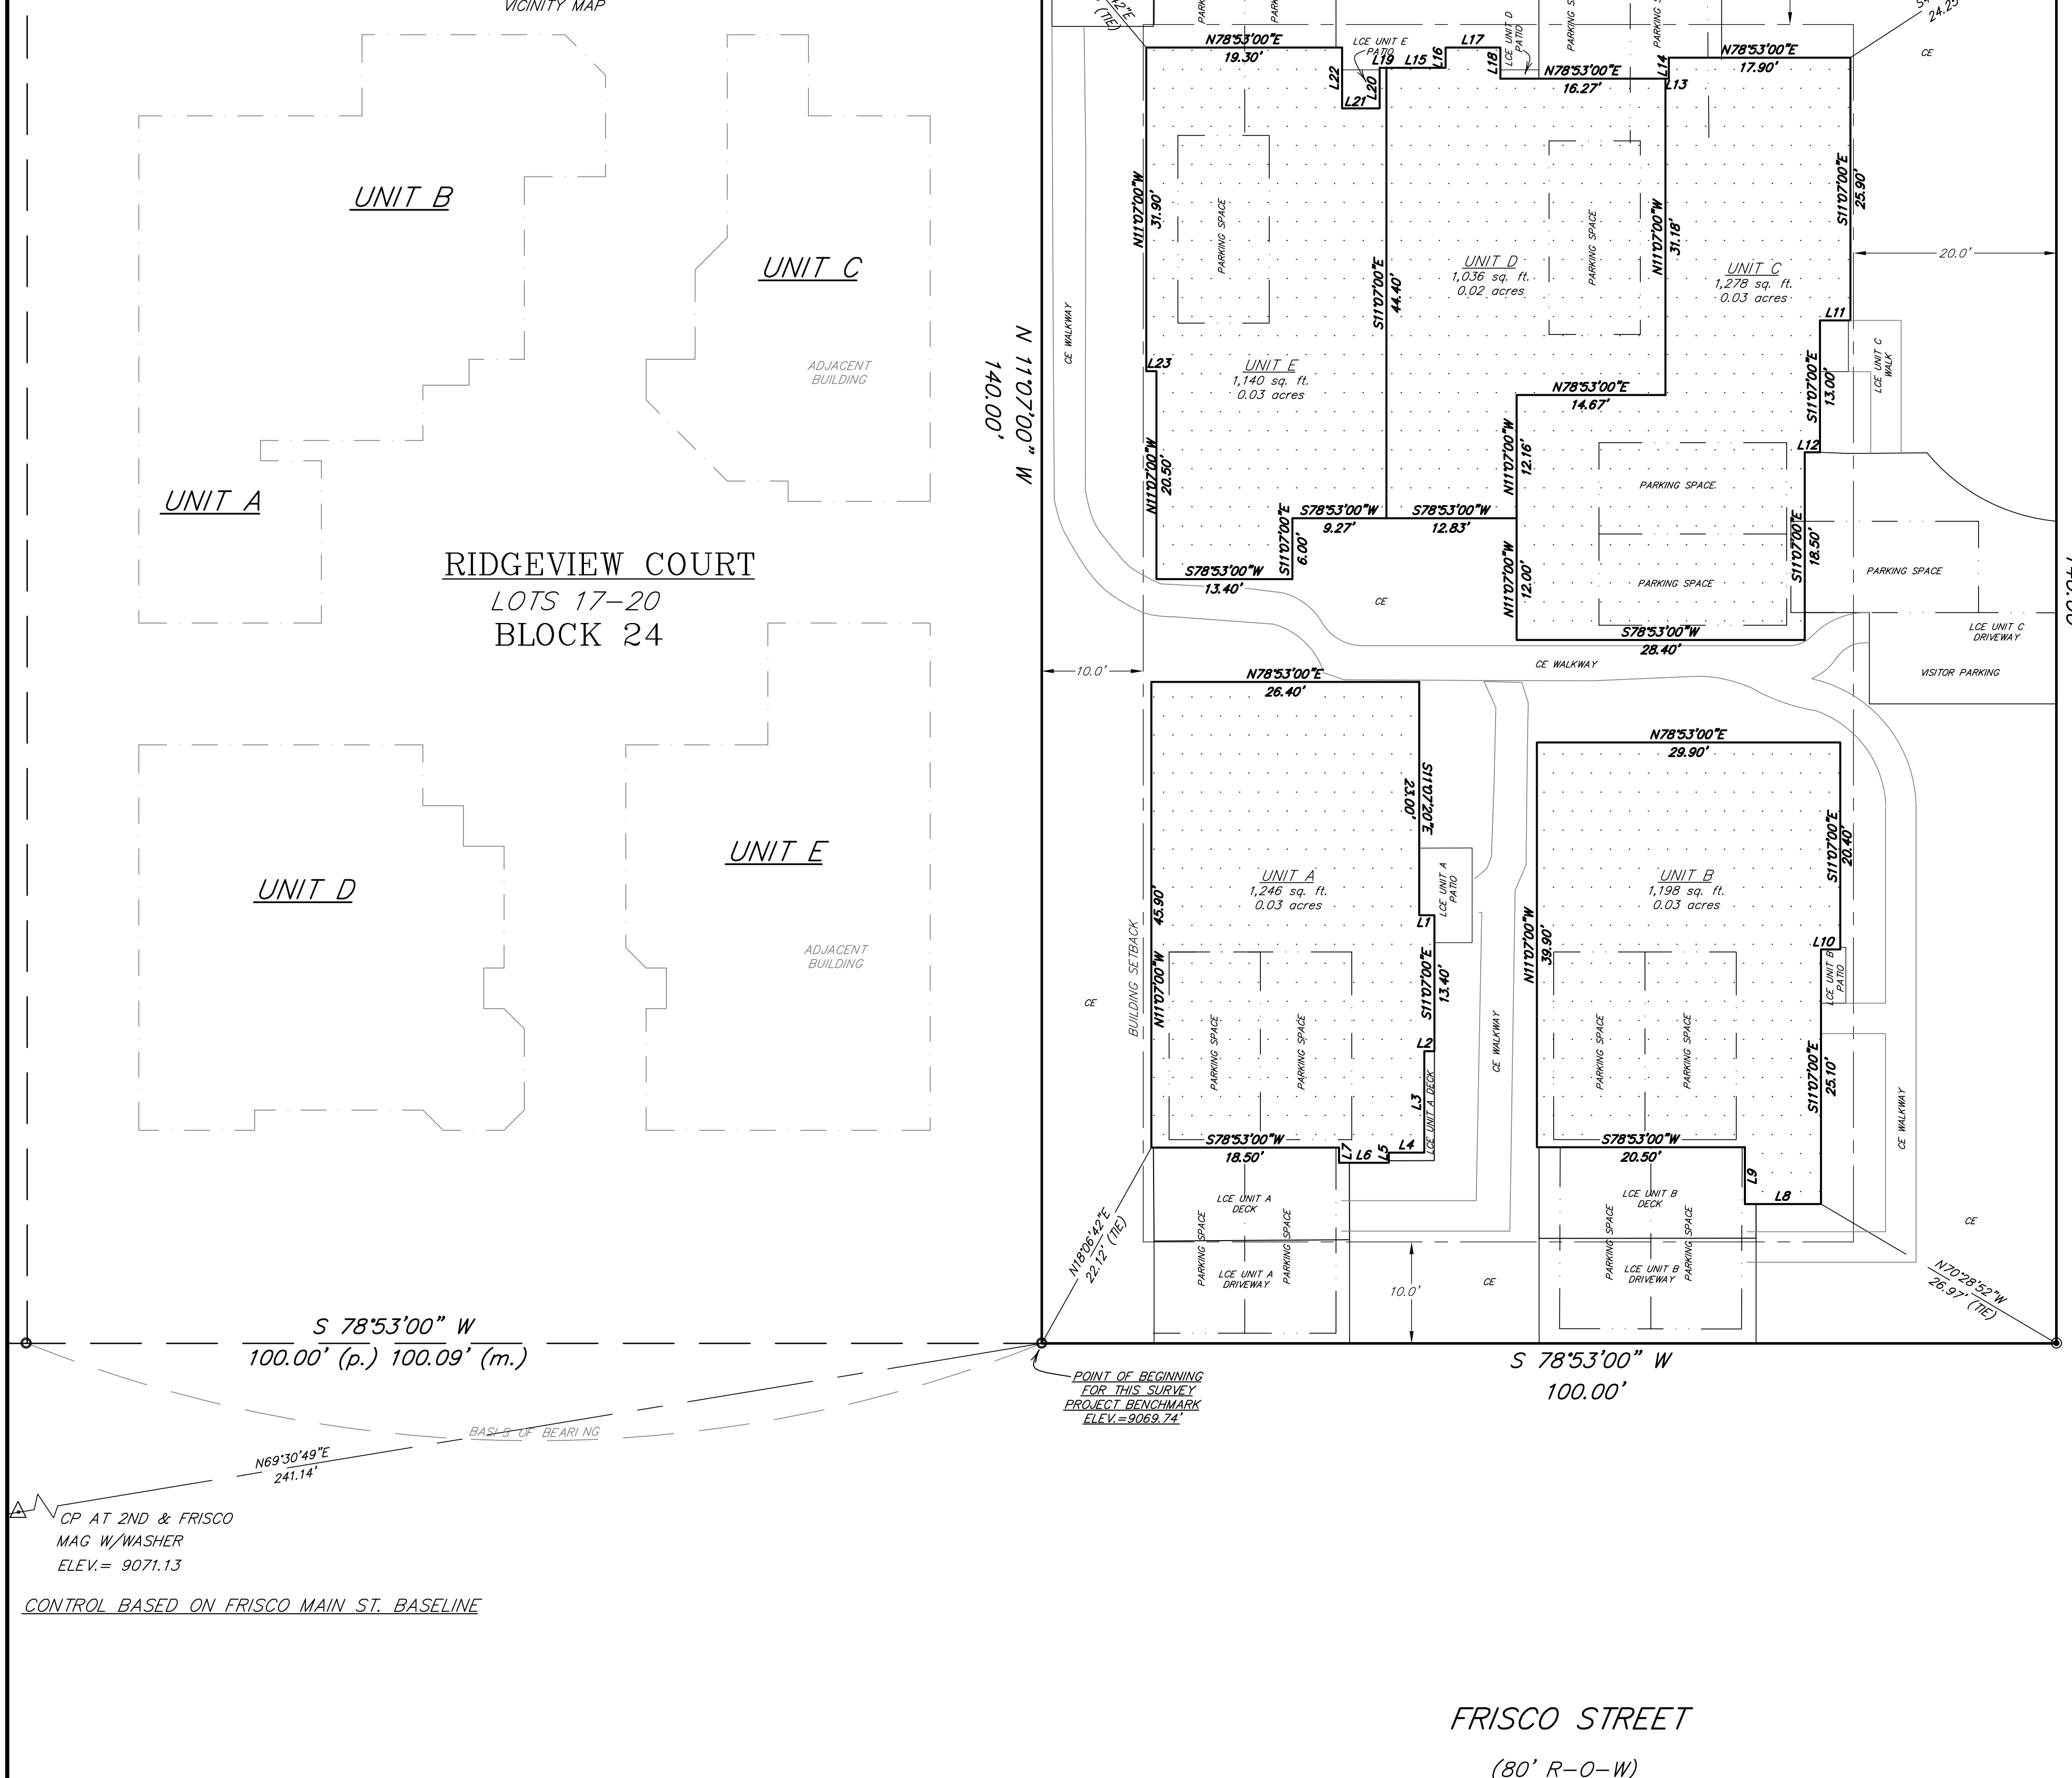 VICINITY MAP
UNIT B
UNIT C
ADJACENT
BUILDING
UNIT A
RIDGEVIEW COURT
LOTS 17-20
BLOCK 24
UNIT D
UNIT E
ADJACENT
BUILDING
S 78°53'00" W
100.00' (p.) 100.09' (m.)
BASIS OF BEARING
N69°30'49"E
241.14'
CP AT 2ND & FRISCO
MAG W/WASHER
ELEV.= 9071.13
CONTROL BASED ON FRISCO MAIN ST. BASELINE
N 11°07'00" W
140.00'
(TIE)
24.25'
CE
N78°53'00"E
19.30'
LCE UNIT E
PATIO
LCE UNIT D
PATIO
L22
L21
L20
L19
L15
L16
L17
L18
N78°53'00"E
16.27'
L14
L13
N78°53'00"E
17.90'
N11°07'00"W
31.90'
PARKING SPACE
S11°07'00"E
44.40'
UNIT D
1,036 sq. ft.
0.02 acres
PARKING SPACE
N11°07'00"W
31.18'
UNIT C
1,278 sq. ft.
0.03 acres
S11°07'00"E
25.90'
20.0'
L11
CE WALKWAY
L23
UNIT E
1,140 sq. ft.
0.03 acres
N78°53'00"E
14.67'
S11°07'00"E
13.00'
LCE UNIT C
WALK
L12
N11°07'00"W
20.50'
N11°07'00"W
12.16'
PARKING SPACE
S78°53'00"W
9.27'
S78°53'00"W
12.83'
S11°07'00"E
6.00'
S78°53'00"W
13.40'
CE
N11°07'00"W
12.00'
PARKING SPACE
S11°07'00"E
18.50'
PARKING SPACE
S78°53'00"W
28.40'
LCE UNIT C
DRIVEWAY
VISITOR PARKING
140.00'
10.0'
CE WALKWAY
N78°53'00"E
26.40'
S11°07'20"E
23.00'
UNIT A
1,246 sq. ft.
0.03 acres
LCE UNIT A
PATIO
L1
45.90'
N11°07'00"W
BUILDING SETBACK
CE
S11°07'00"E
13.40'
L2
L3
LCE UNIT A DECK
PARKING SPACE
PARKING SPACE
CE WALKWAY
S78°53'00"W
18.50'
L7
L6
L5
L4
LCE UNIT A
DECK
PARKING SPACE
PARKING SPACE
LCE UNIT A
DRIVEWAY
N18°06'42"E
22.12' (TIE)
N78°53'00"E
29.90'
S11°07'00"E
20.40'
UNIT B
1,198 sq. ft.
0.03 acres
N11°07'00"W
39.90'
L10
LCE UNIT B
PATIO
PARKING SPACE
PARKING SPACE
S11°07'00"E
25.10'
CE WALKWAY
S78°53'00"W
20.50'
L9
L8
LCE UNIT B
DECK
PARKING SPACE
PARKING SPACE
LCE UNIT B
DRIVEWAY
CE
CE
10.0'
N70°28'52"W
26.97' (TIE)
POINT OF BEGINNING
FOR THIS SURVEY
PROJECT BENCHMARK
ELEV.=9069.74'
S 78°53'00" W
100.00'
FRISCO STREET
(80' R-O-W)